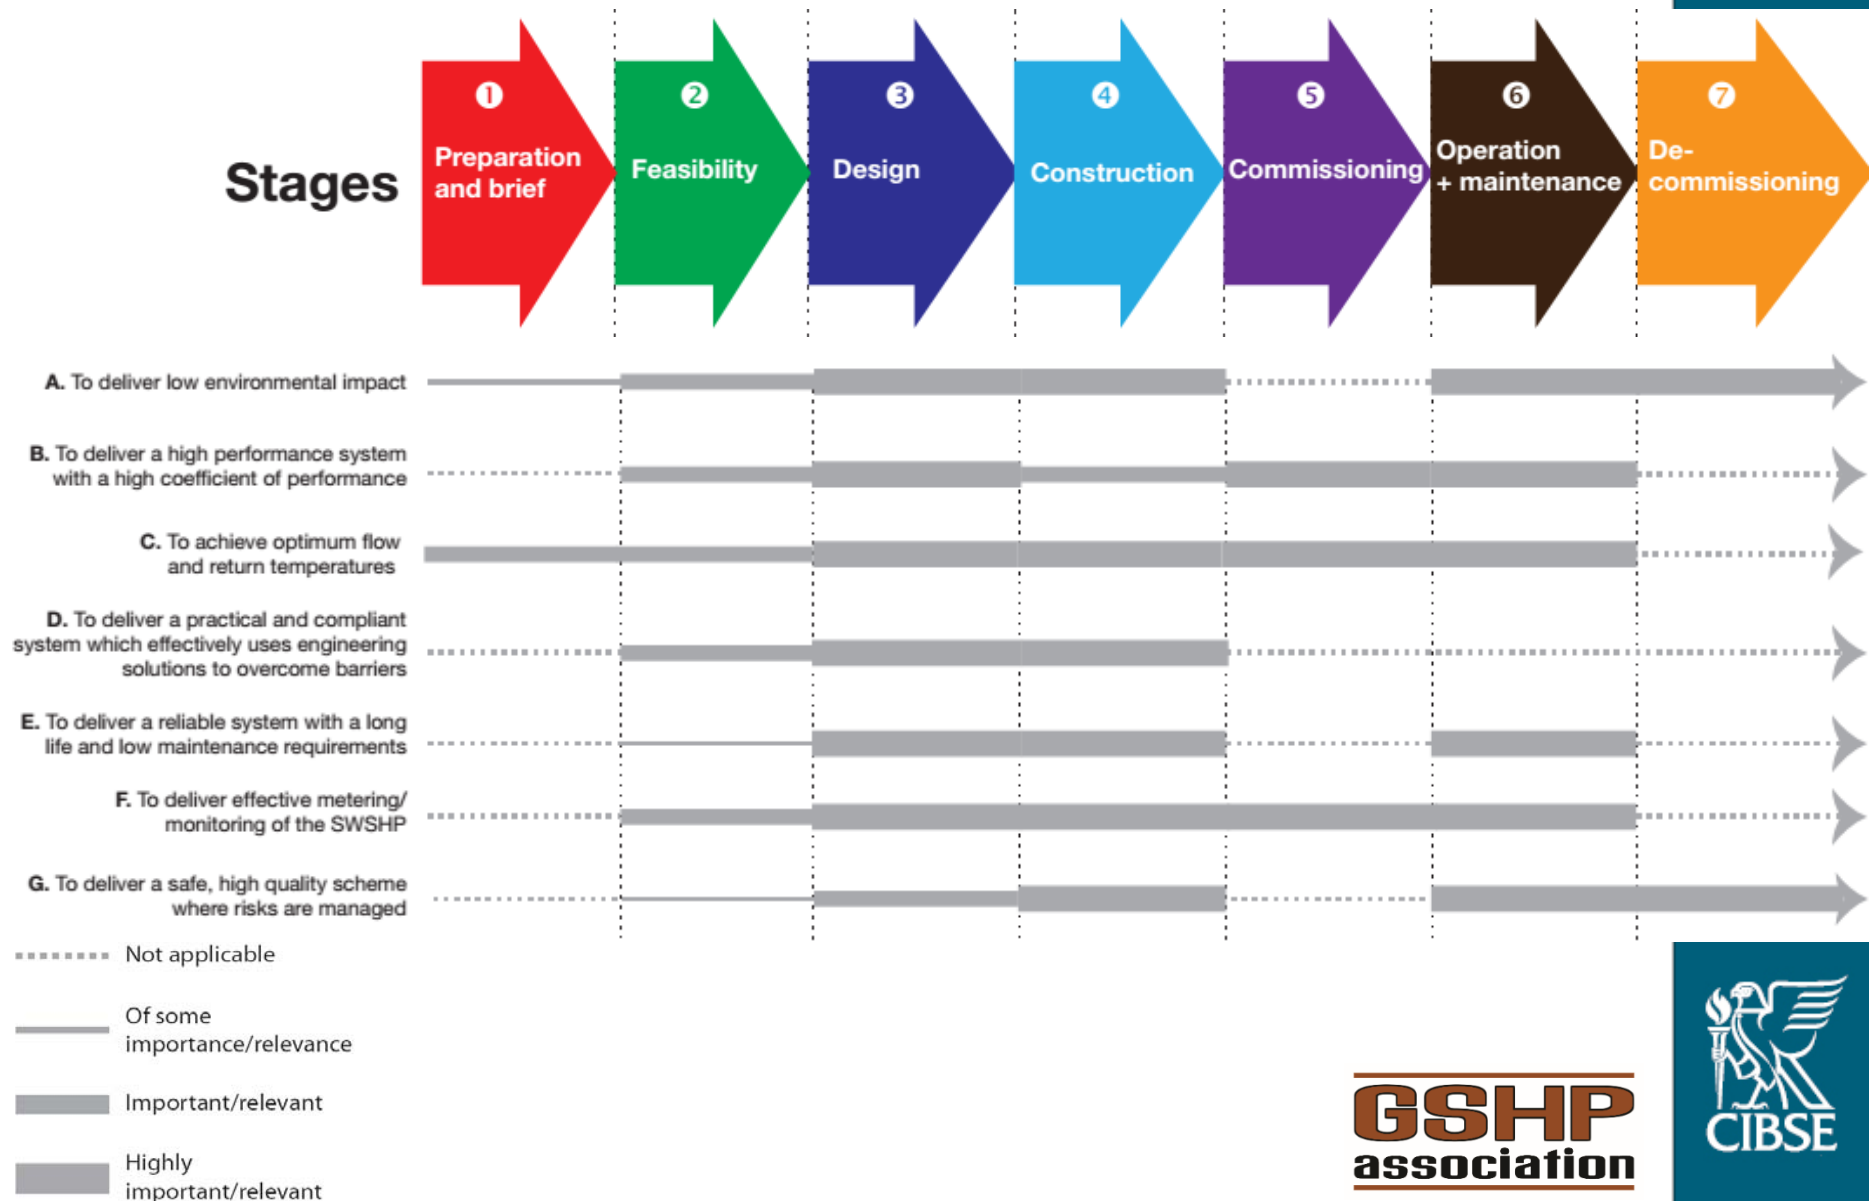 Stages
1
Preparation
and brief
2
Feasibility
3
Design
4
Construction
5
Commissioning
6
Operation
+ maintenance
7
De-
commissioning
A. To deliver low environmental impact
B. To deliver a high performance system
with a high coefficient of performance
C. To achieve optimum flow
and return temperatures
D. To deliver a practical and compliant
system which effectively uses engineering
solutions to overcome barriers
E. To deliver a reliable system with a long
life and low maintenance requirements
F. To deliver effective metering/
monitoring of the SWSHP
G. To deliver a safe, high quality scheme
where risks are managed
Not applicable
Of some
importance/relevance
Important/relevant
Highly
important/relevant
GSHP
association
CIBSE